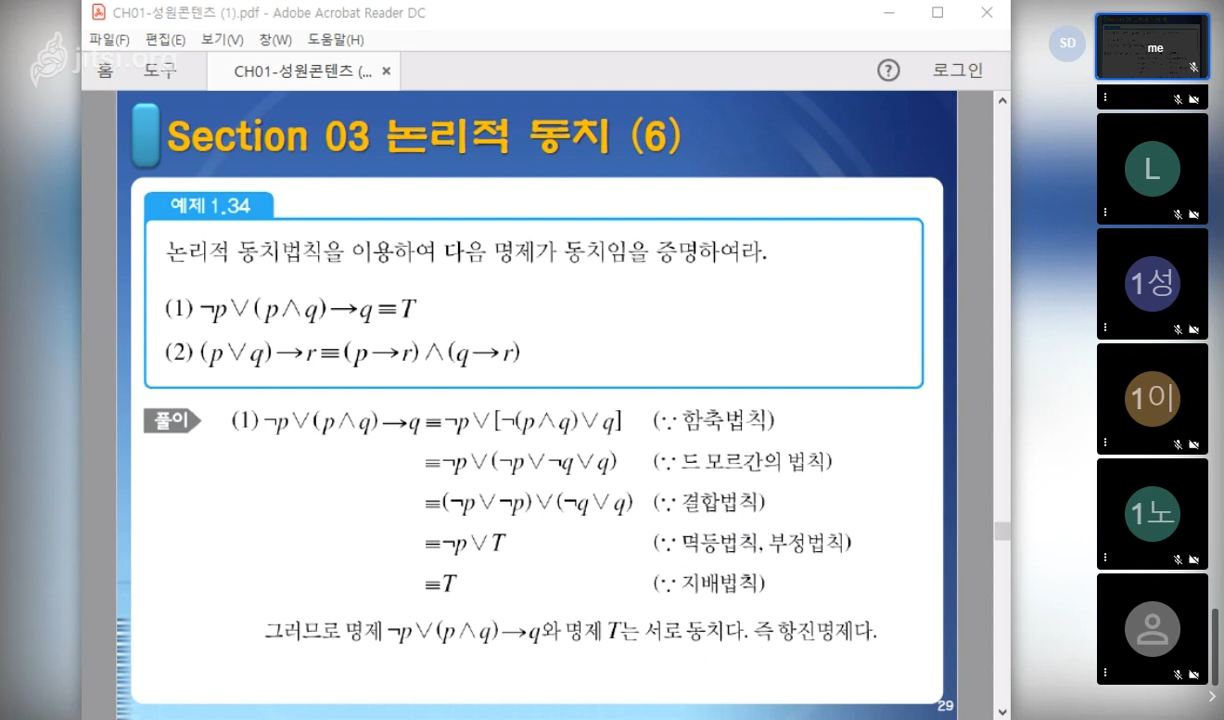 CH01-성원콘텐츠 (1).pdf - Adobe Acrobat Reader DC
파일(F) 편집(E) 보기(V) 창(W) 도움말(H)
jitsi.org
홈 도구 CH01-성원콘텐츠 (... × ? 로그인
Section 03 논리적 동치 (6)
예제 1.34
논리적 동치법칙을 이용하여 다음 명제가 동치임을 증명하여라.
(1) ¬p∨(p∧q)→q≡T
(2) (p∨q)→r≡(p→r)∧(q→r)
풀이 (1) ¬p∨(p∧q)→q≡¬p∨[¬(p∧q)∨q] (∵ 함축법칙)
≡¬p∨(¬p∨¬q∨q) (∵ 드 모르간의 법칙)
≡(¬p∨¬p)∨(¬q∨q) (∵ 결합법칙)
≡¬p∨T (∵ 멱등법칙, 부정법칙)
≡T (∵ 지배법칙)
그러므로 명제 ¬p∨(p∧q)→q와 명제 T는 서로 동치다. 즉 항진명제다.
29
SD
me
L
1성
1이
1노